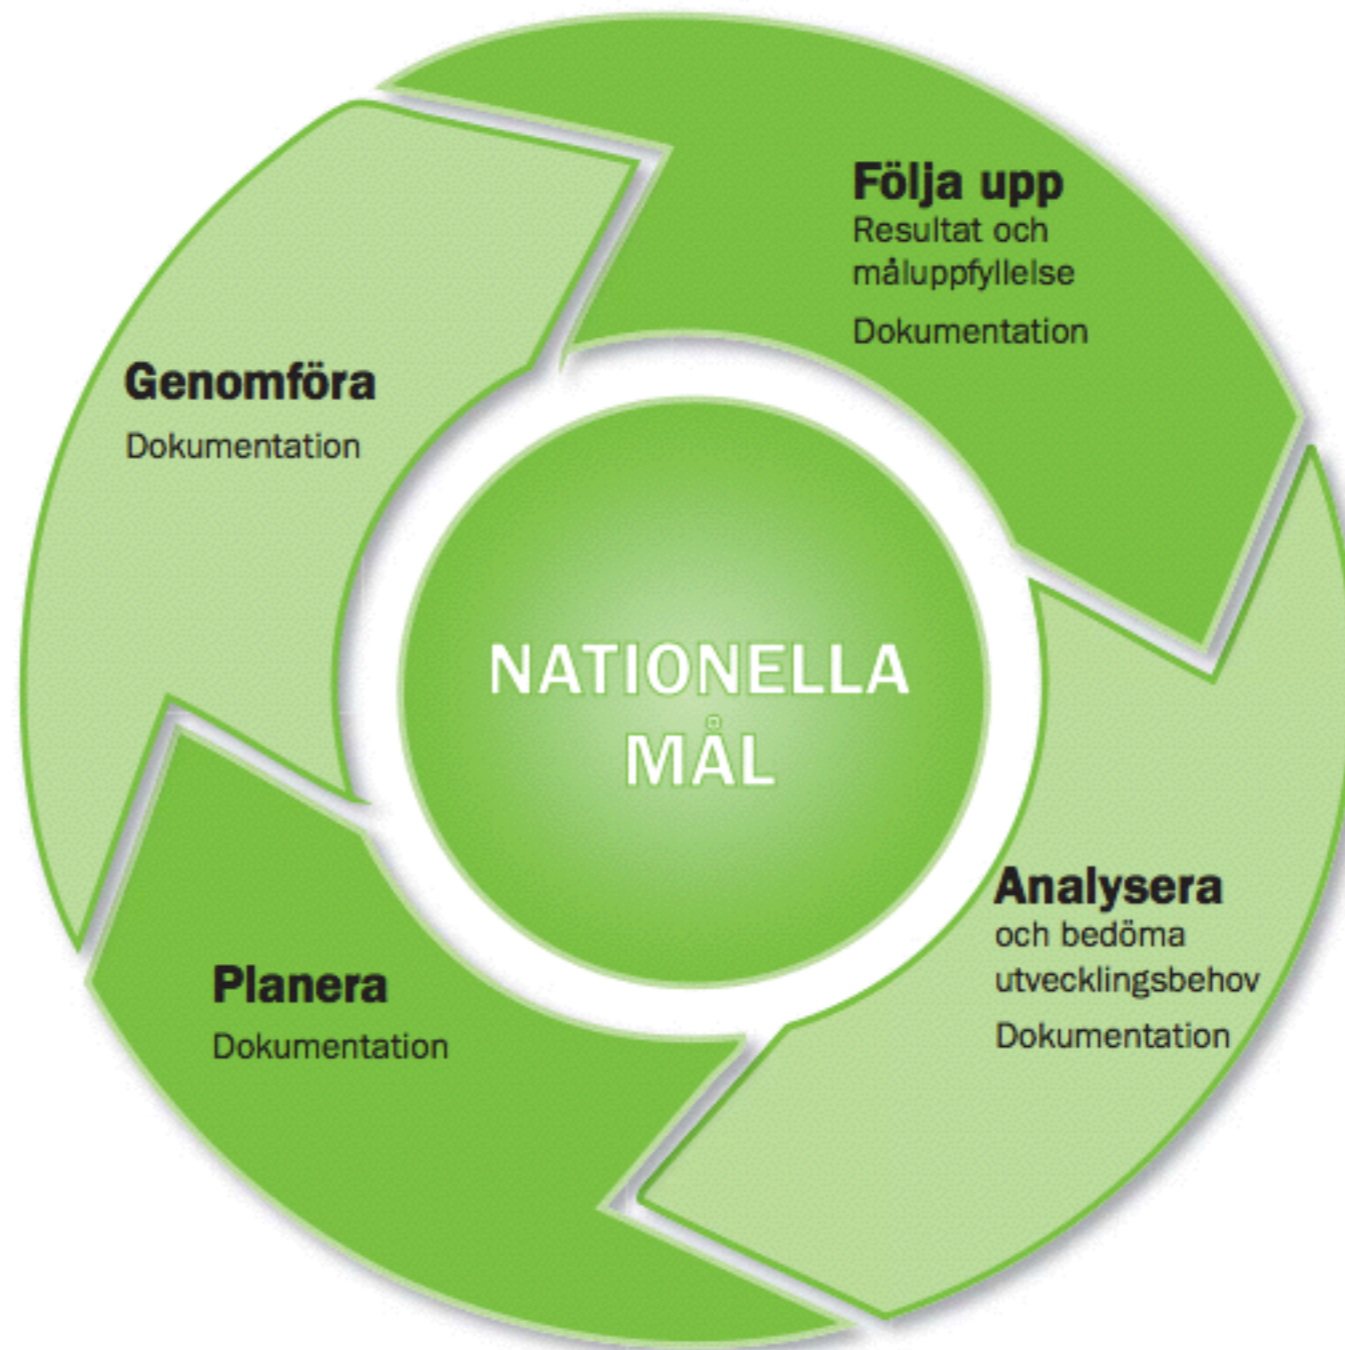 Följa upp
Resultat och
måluppfyllelse
Dokumentation
Genomföra
Dokumentation
NATIONELLA
MÅL
Analysera
och bedöma
utvecklingsbehov
Dokumentation
Planera
Dokumentation